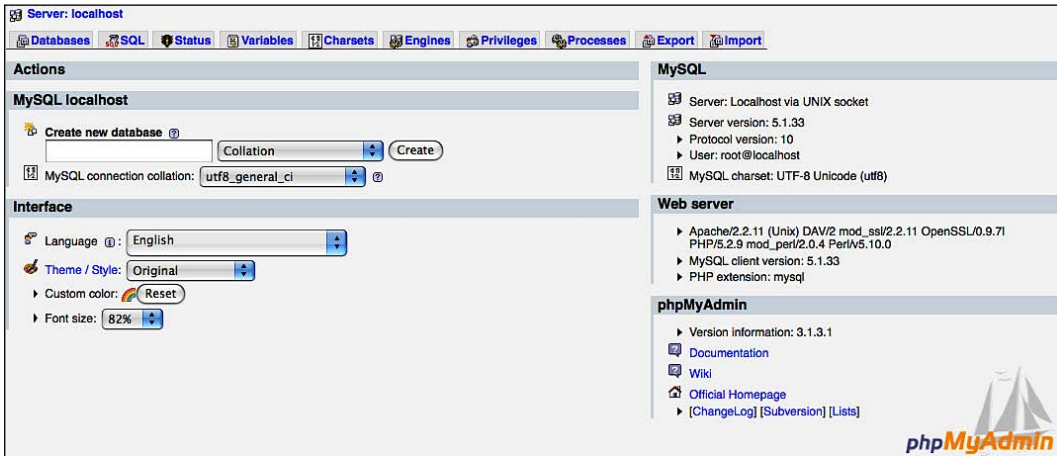 Server: localhost
Databases SQL Status Variables Charsets Engines Privileges Processes Export Import
Actions
MySQL localhost
Create new database
Collation Create
MySQL connection collation: utf8_general_ci
Interface
Language : English
Theme / Style: Original
Custom color: Reset
Font size: 82%
MySQL
Server: Localhost via UNIX socket
Server version: 5.1.33
Protocol version: 10
User: root@localhost
MySQL charset: UTF-8 Unicode (utf8)
Web server
Apache/2.2.11 (Unix) DAV/2 mod_ssl/2.2.11 OpenSSL/0.9.7l
PHP/5.2.9 mod_perl/2.0.4 Perl/v5.10.0
MySQL client version: 5.1.33
PHP extension: mysql
phpMyAdmin
Version information: 3.1.3.1
Documentation
Wiki
Official Homepage
[ChangeLog] [Subversion] [Lists]
phpMyAdmin